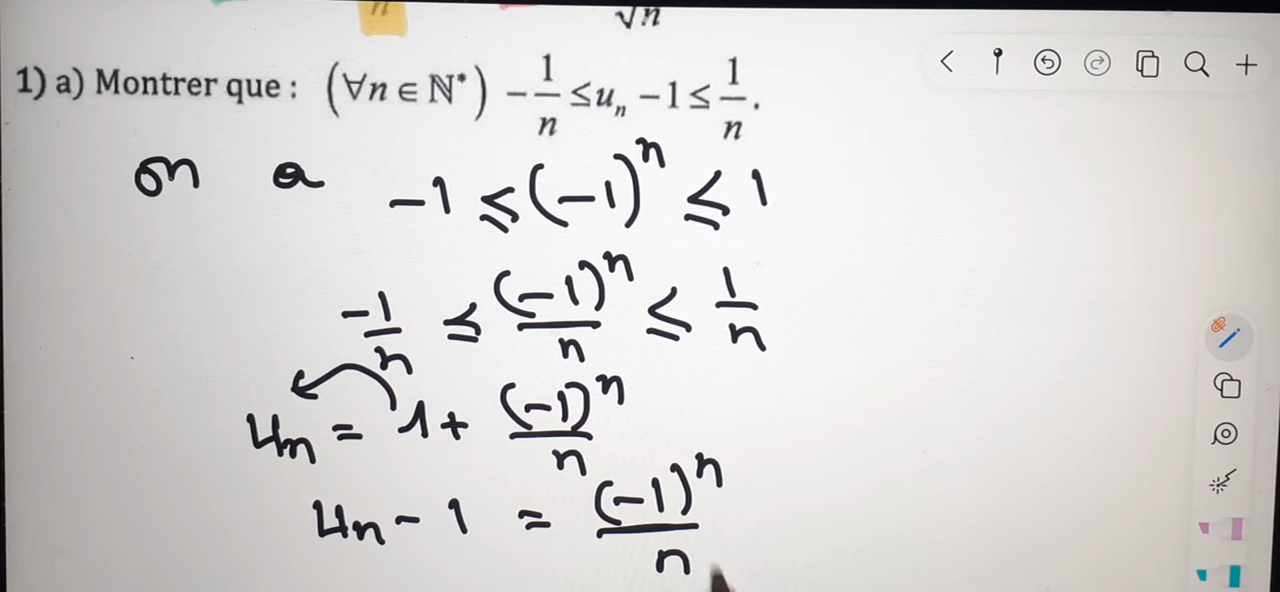 n √n
1) a) Montrer que : (∀n ∈ ℕ*) -1/n ≤ uₙ - 1 ≤ 1/n.
on a -1 ≤ (-1)ⁿ ≤ 1
-1/n ≤ (-1)ⁿ/n ≤ 1/n
uₙ = 1 + (-1)ⁿ/n
uₙ - 1 = (-1)ⁿ/n